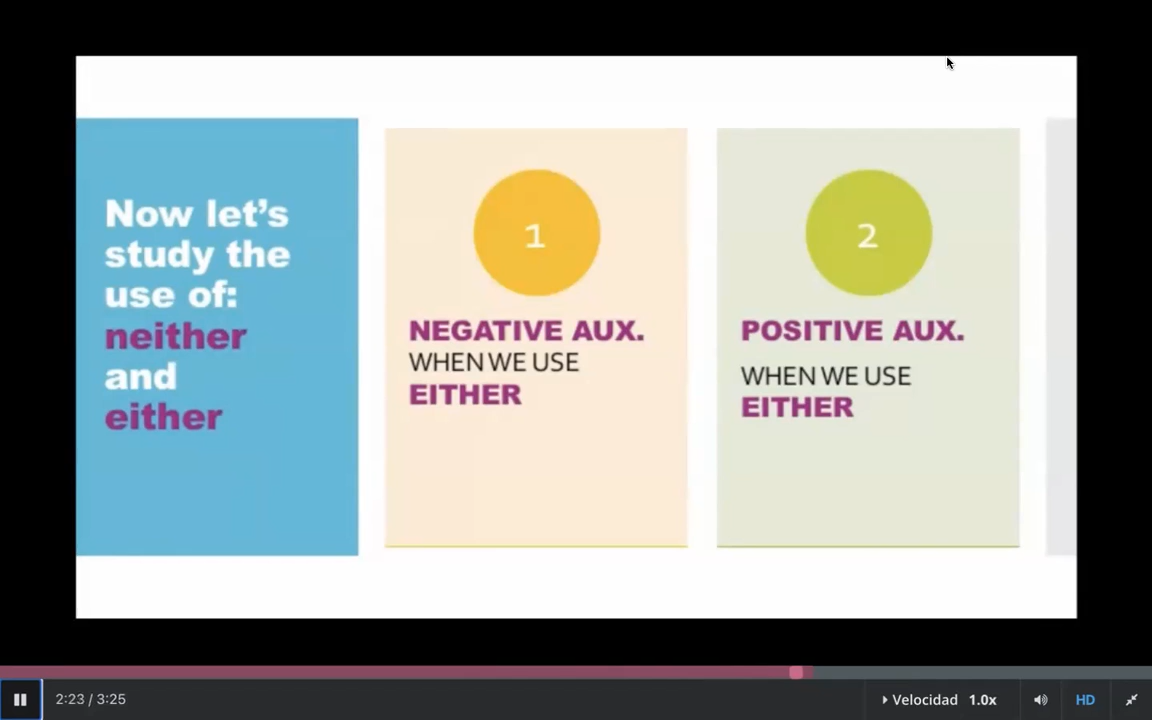 Now let's
study the
use of:
neither
and
either
1
NEGATIVE AUX.
WHEN WE USE
EITHER
2
POSITIVE AUX.
WHEN WE USE
EITHER
2:23 / 3:25
Velocidad 1.0x
HD